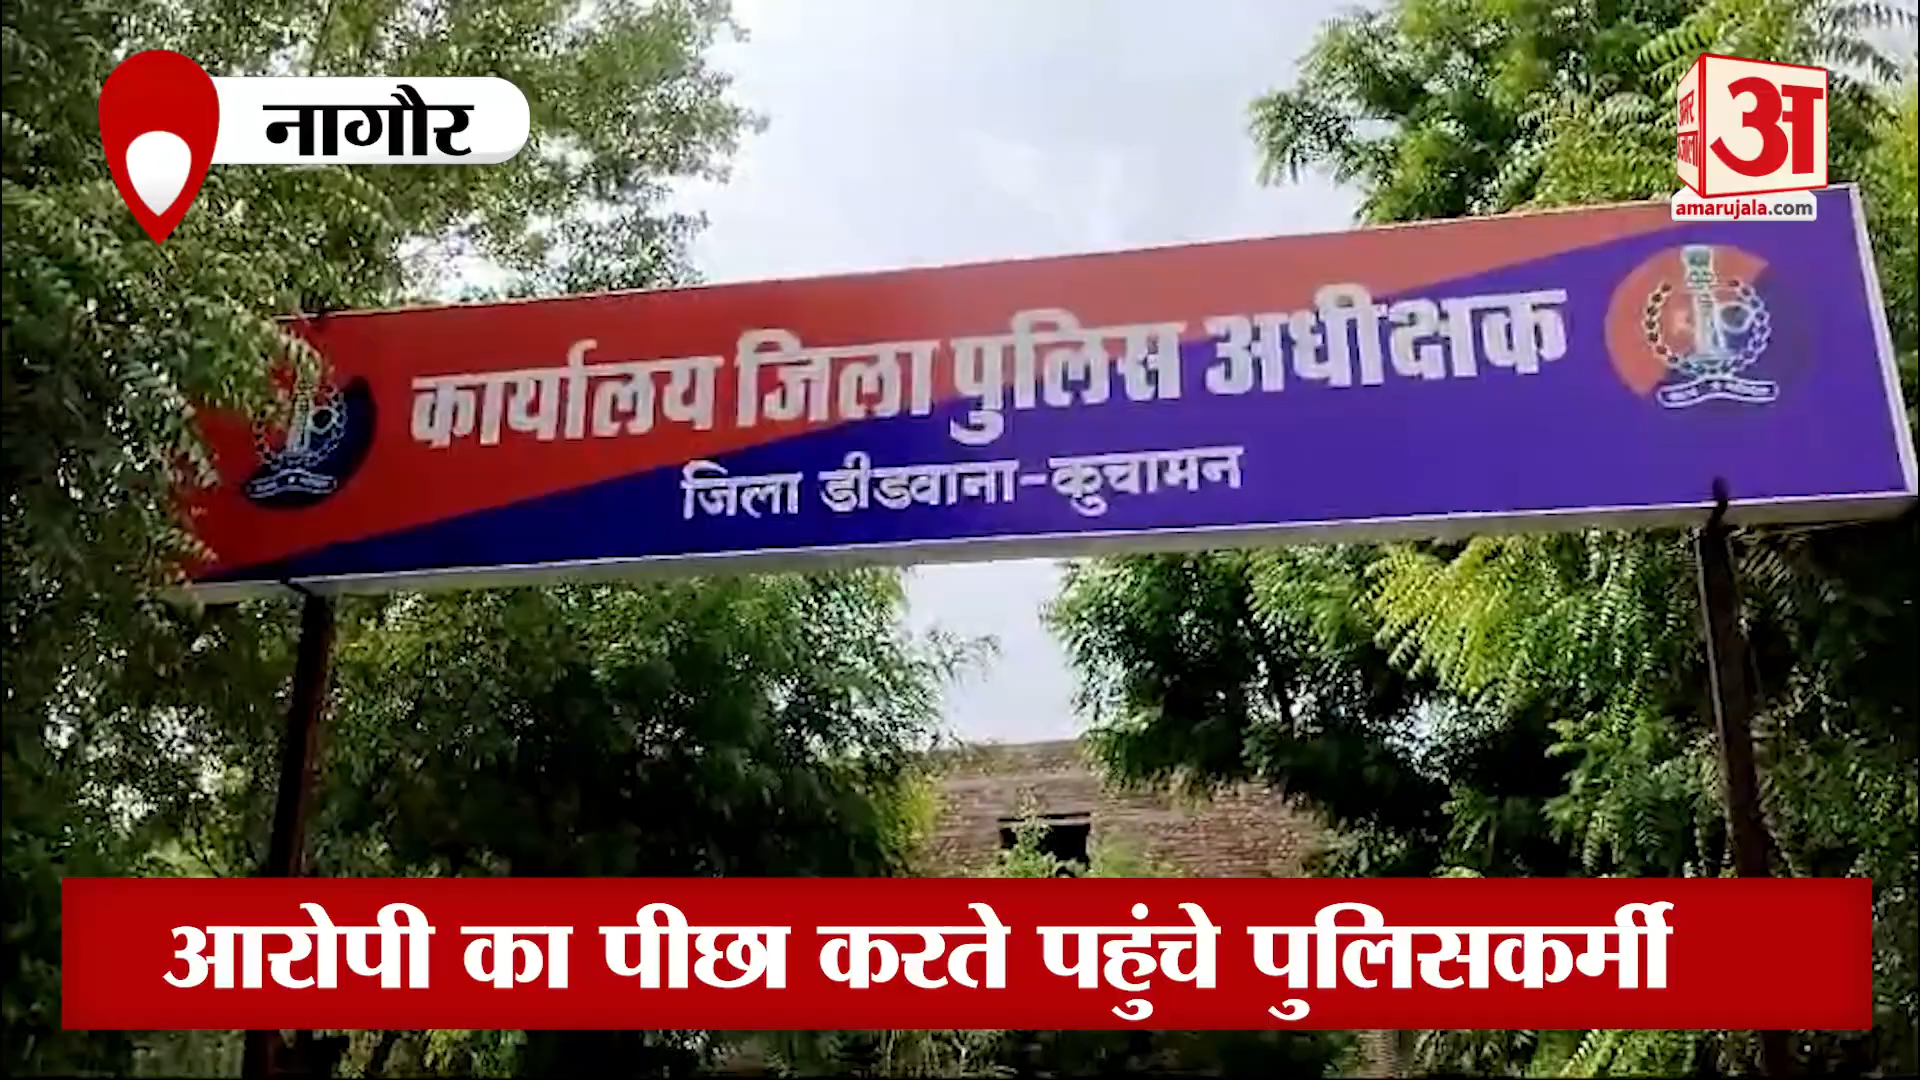 नागौर
अमर उजाला
अ
amarujala.com
कार्यालय जिला पुलिस अधीक्षक
जिला डीडवाना-कुचामन
आरोपी का पीछा करते पहुंचे पुलिसकर्मी